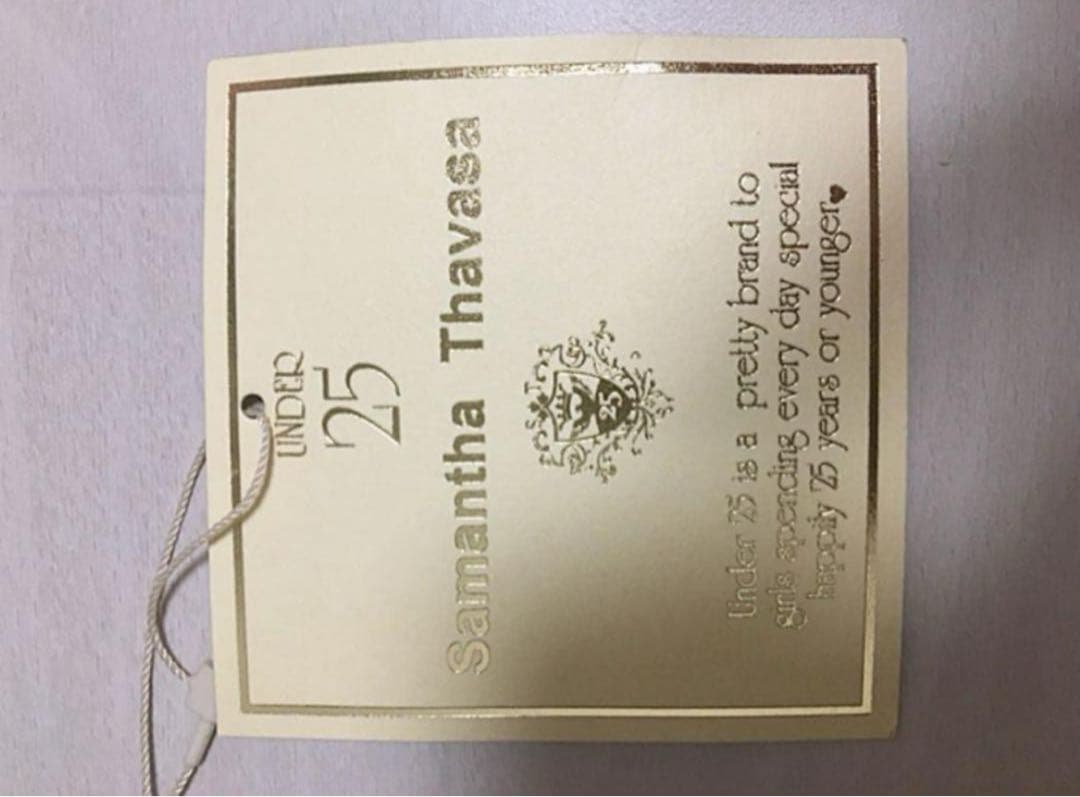 UNDER
25
Samantha Thavasa
S T
25
Under 25 is a pretty brand to
girls spending every day special
happily 25 years or younger♥